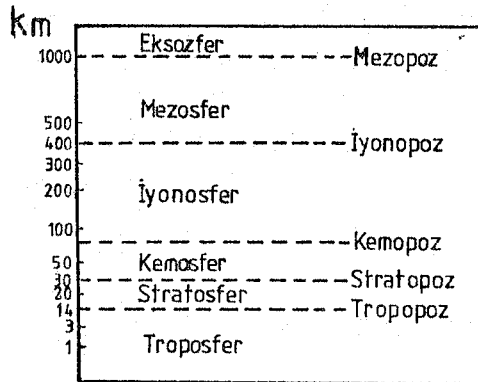 km
Eksozfer
1000 Mezopoz
Mezosfer
500
400 İyonopoz
300
200 İyonosfer
100
Kemopoz
50 Kemosfer
30 Stratopoz
20 Stratosfer
14 Tropopoz
3
1 Troposfer